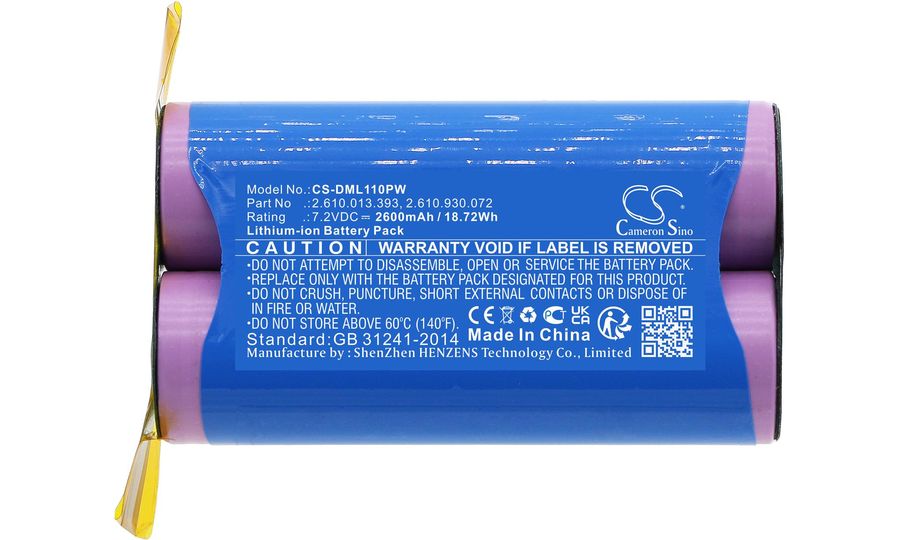 Model No.:CS-DML110PW
Part No .:2.610.013.393, 2.610.930.072
Rating .:7.2VDC⎓ 2600mAh / 18.72Wh
Lithium-ion Battery Pack
CS
Cameron Sino
CAUTION WARRANTY VOID IF LABEL IS REMOVED
•DO NOT ATTEMPT TO DISASSEMBLE, OPEN OR SERVICE THE BATTERY PACK.
•REPLACE ONLY WITH THE BATTERY PACK DESIGNATED FOR THIS PRODUCT.
•DO NOT CRUSH, PUNCTURE, SHORT EXTERNAL CONTACTS OR DISPOSE OF
IN FIRE OR WATER.
•DO NOT STORE ABOVE 60°C (140°F).
Standard:GB 31241-2014
Manufacture by : ShenZhen HENZENS Technology Co., Limited
CE UK CA
Made In China